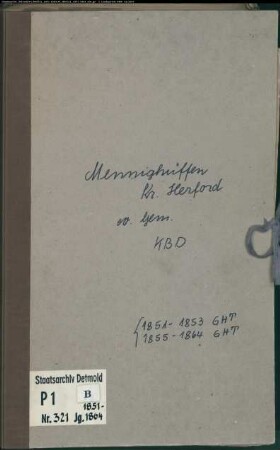 Mennighüffen
Kr. Herford
ev. Gem.
KBD
1851-1853 GHT
1855-1864 GHT
Staatsarchiv Detmold
P1 B
1851-
Nr. 321 Jg. 1864